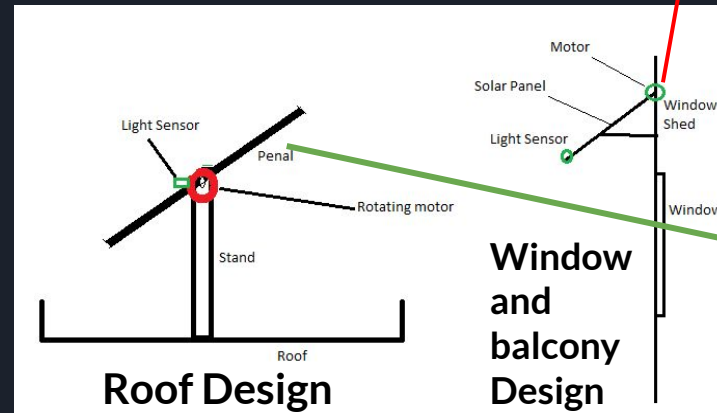 Light Sensor
Penal
Rotating motor
Stand
Roof
Roof Design
Motor
Solar Panel
Window
Shed
Light Sensor
Window
Window
and
balcony
Design